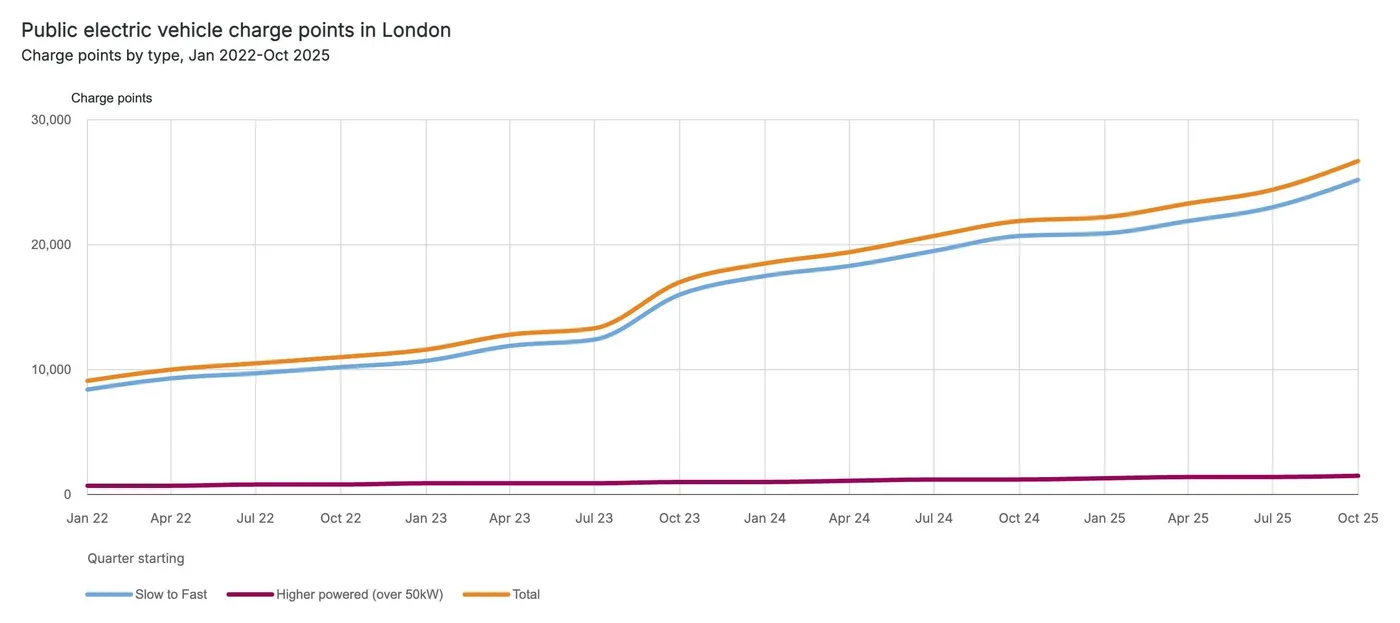 Public electric vehicle charge points in London
Charge points by type, Jan 2022-Oct 2025
Charge points
30,000
20,000
10,000
0
Jan 22 Apr 22 Jul 22 Oct 22 Jan 23 Apr 23 Jul 23 Oct 23 Jan 24 Apr 24 Jul 24 Oct 24 Jan 25 Apr 25 Jul 25 Oct 25
Quarter starting
Slow to Fast Higher powered (over 50kW) Total